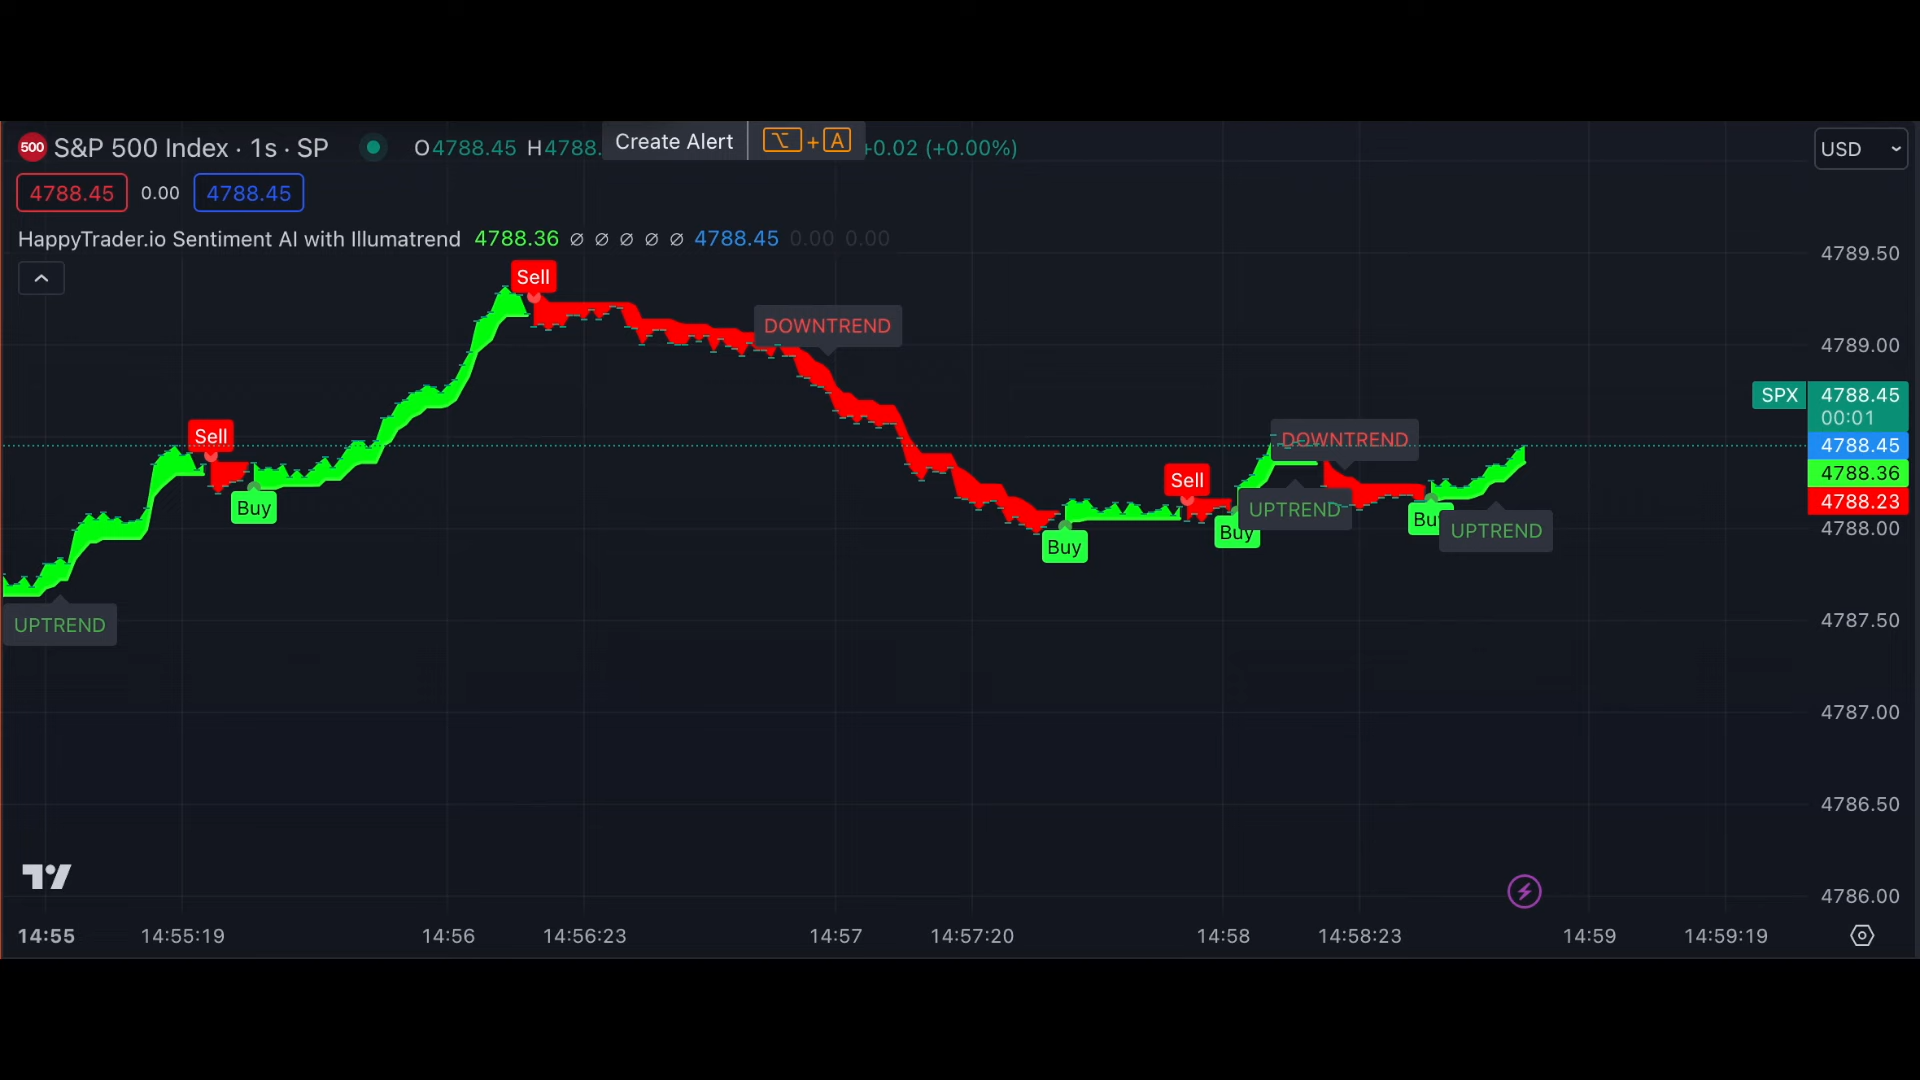 500 S&P 500 Index · 1s · SP O4788.45 H4788. Create Alert ⌥ + A +0.02 (+0.00%) USD
4788.45 0.00 4788.45
HappyTrader.io Sentiment AI with Illumatrend 4788.36 ∅ ∅ ∅ ∅ ∅ 4788.45 0.00 0.00
4789.50
Sell
DOWNTREND
4789.00
SPX 4788.45
00:01
Sell
DOWNTREND
4788.45
4788.36
Sell
4788.23
Buy
UPTREND
Buy
UPTREND
4788.00
Buy
Buy
UPTREND
4787.50
4787.00
4786.50
4786.00
14:55 14:55:19 14:56 14:56:23 14:57 14:57:20 14:58 14:58:23 14:59 14:59:19